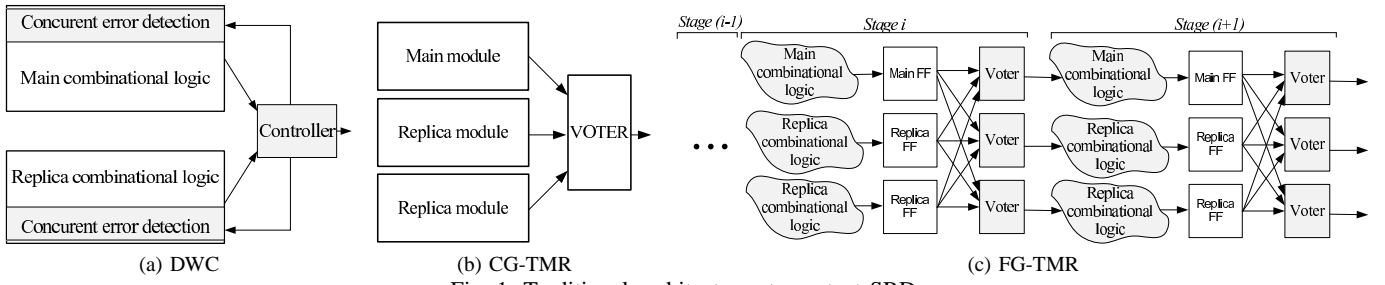 Concurent error detection
Main combinational logic
Controller
Replica combinational logic
Concurent error detection
(a) DWC
Main module
Replica module
Replica module
VOTER
(b) CG-TMR
Stage (i-1)
Stage i
Stage (i+1)
Main
combinational
logic
Main FF
Voter
Main
combinational
logic
Main FF
Voter
...
Replica
combinational
logic
Replica
FF
Voter
Replica
combinational
logic
Replica
FF
Voter
Replica
combinational
logic
Replica
FF
Voter
Replica
combinational
logic
Replica
FF
Voter
(c) FG-TMR